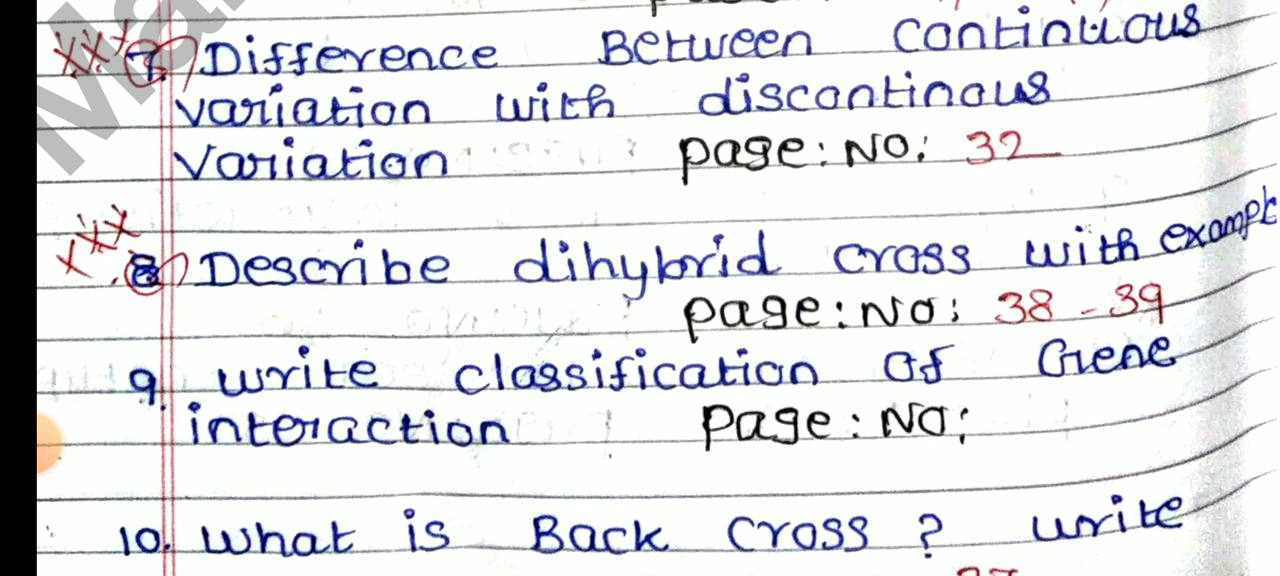 7. Difference Between continuous
variation with discontinous
variation page: No: 32
8 Describe dihybrid cross with exampl
page: No: 38 - 39
9. write classification of Gene
interaction page: No:
10. What is Back cross ? write